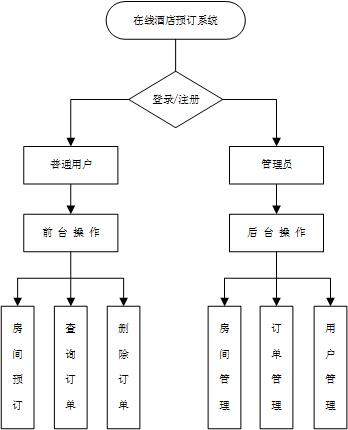 在线酒店预订系统
登录/注册
普通用户
管理员
前台操作
后台操作
房间预订
查询订单
删除订单
房间管理
订单管理
用户管理